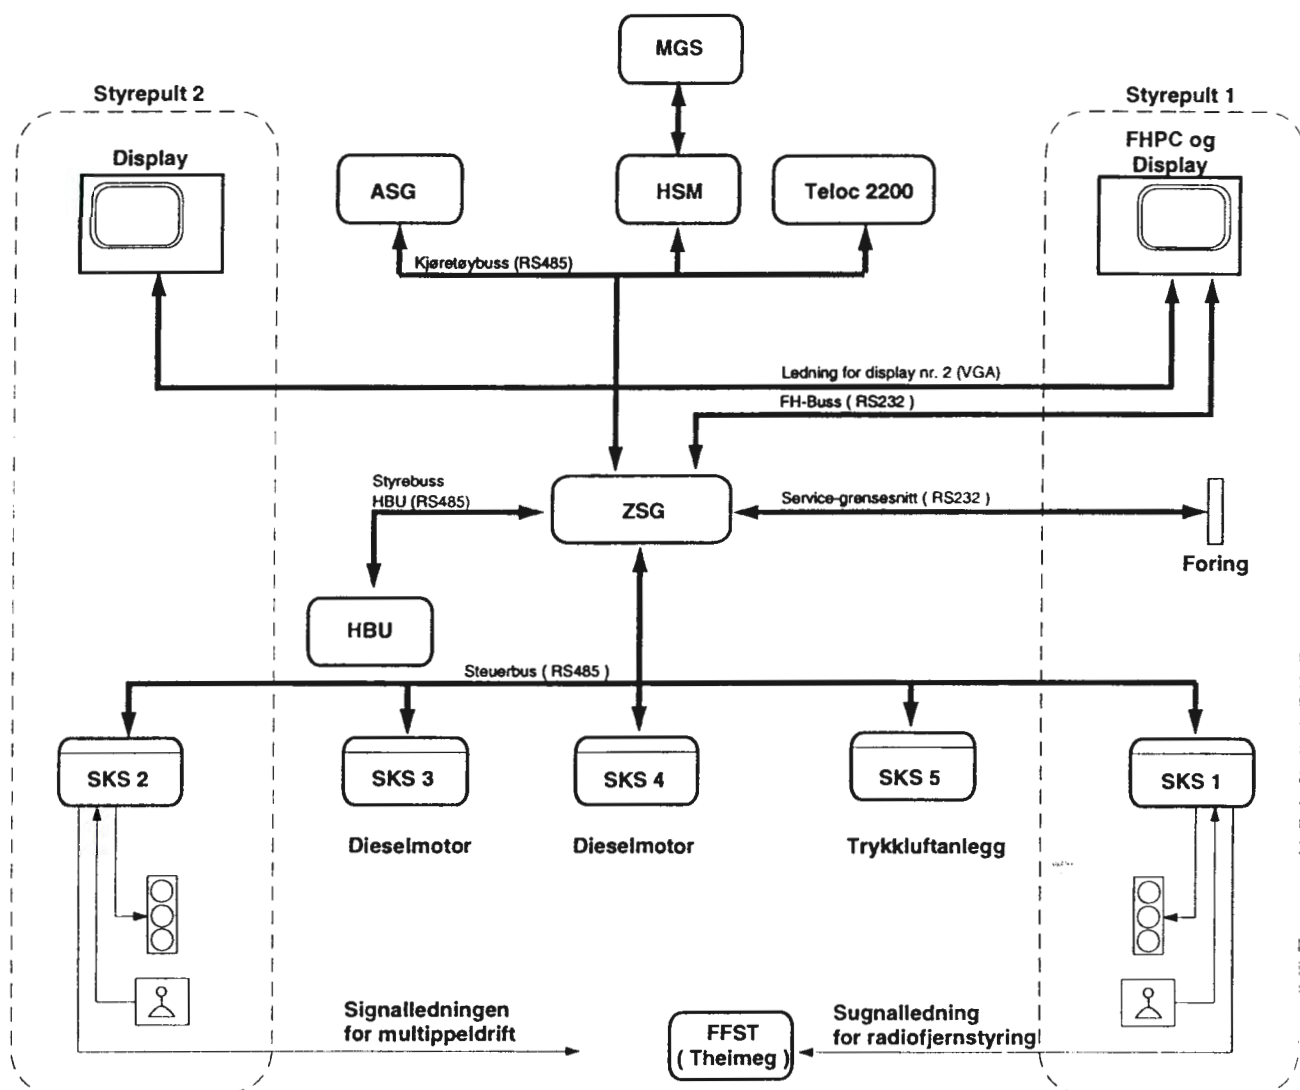 MGS
Styrepult 2
Styrepult 1
Display
FHPC og
Display
ASG
HSM
Teloc 2200
Kjøretøybuss (RS485)
Ledning for display nr. 2 (VGA)
FH-Buss ( RS232 )
Styrebuss
HBU (RS485)
ZSG
Service-grensesnitt ( RS232 )
Foring
HBU
Steuerbus ( RS485 )
SKS 2
SKS 3
SKS 4
SKS 5
SKS 1
Dieselmotor
Dieselmotor
Trykkluftanlegg
Signalledningen
for multippeldrift
FFST
( Theimeg )
Sugnalledning
for radiofjernstyring